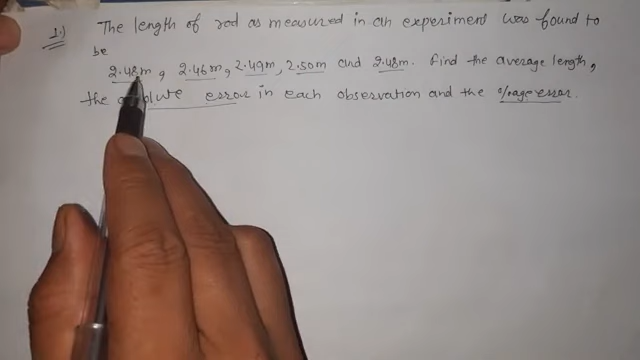 1.) The length of rod as measured in an experiment was found to
be
2.48m, 2.46m, 2.49m, 2.50m and 2.48m. Find the average length,
the error in each observation and the %age error.